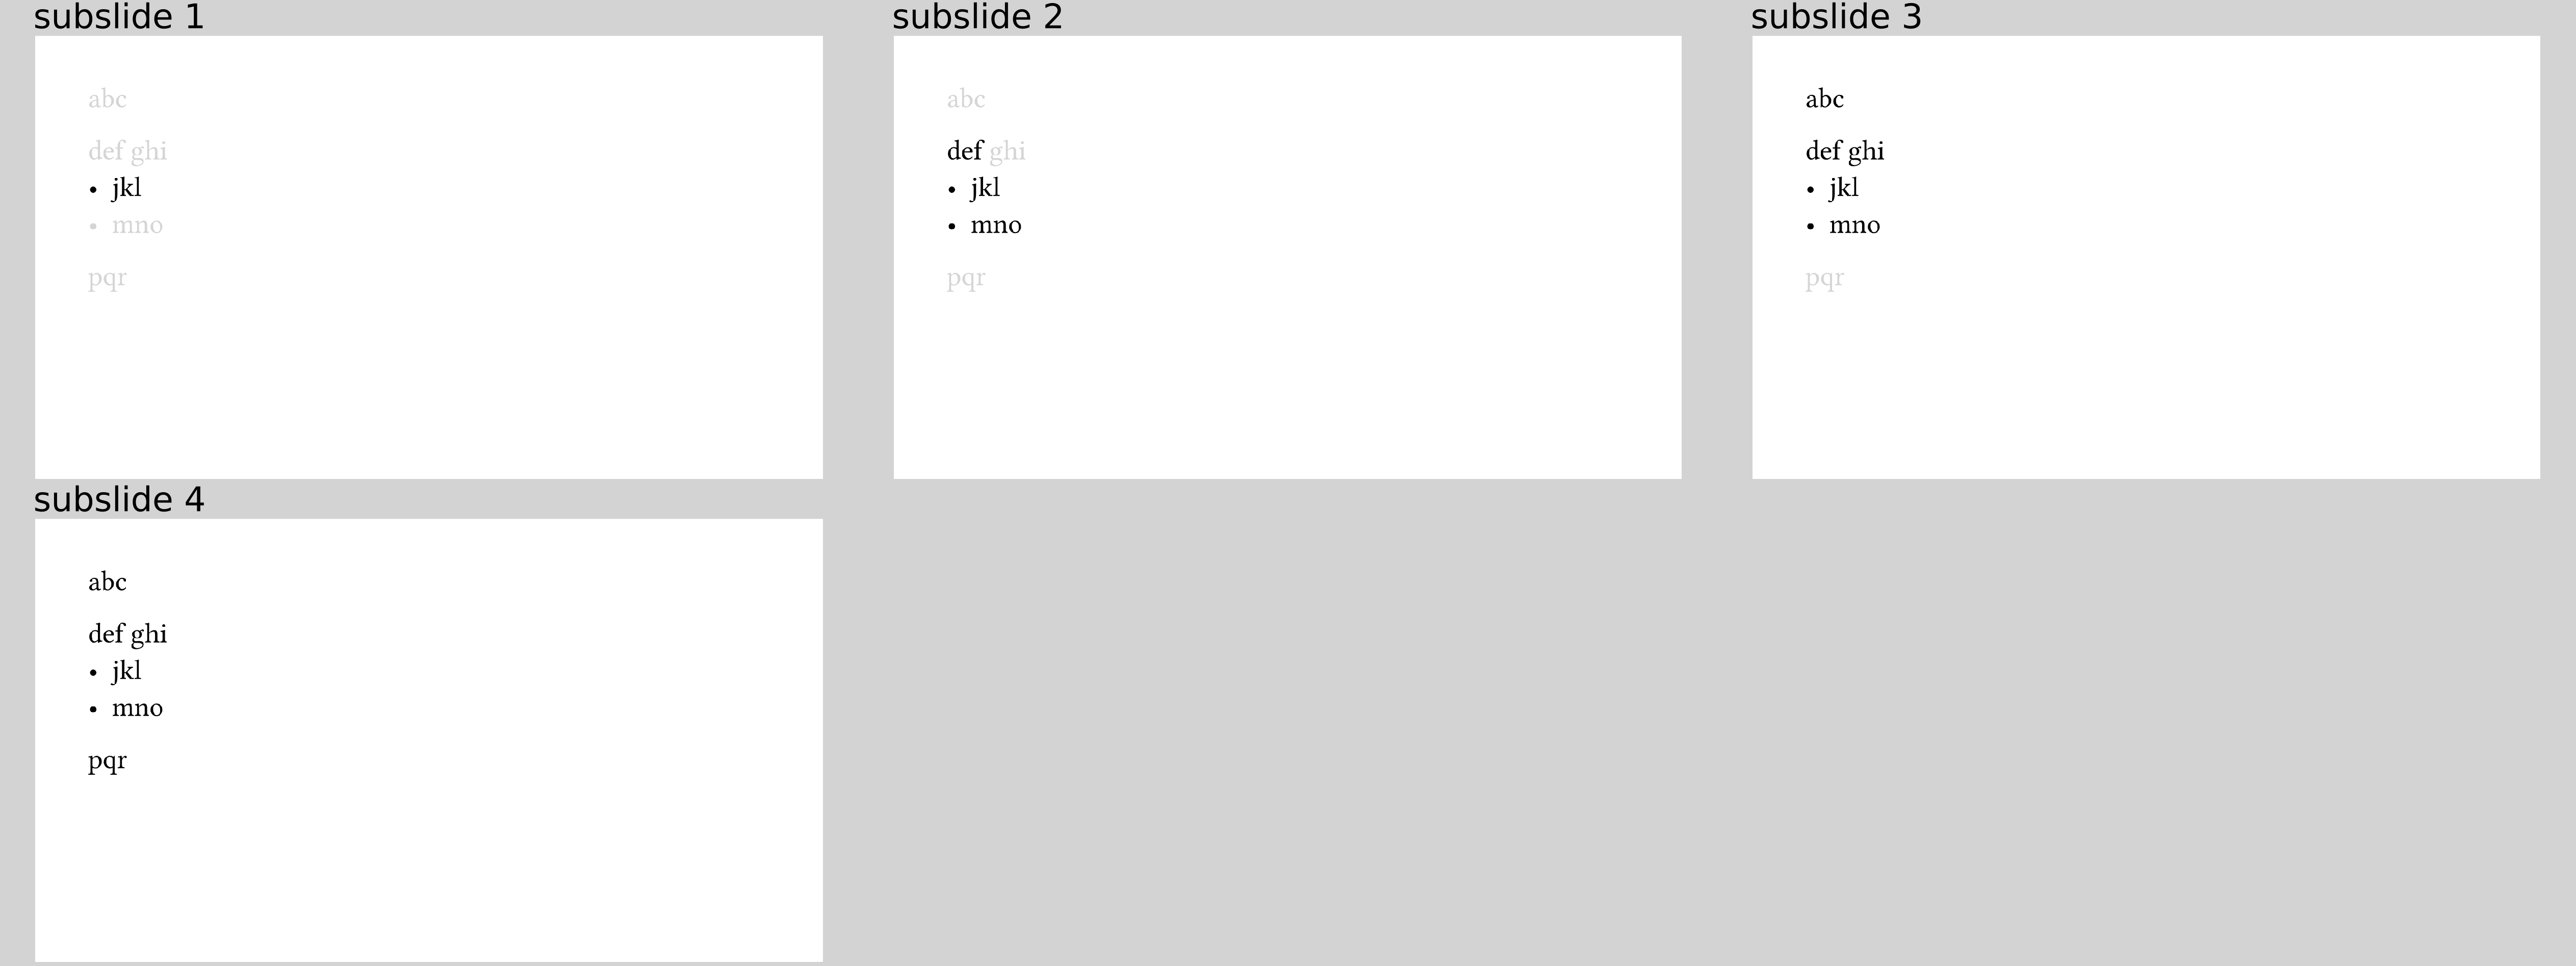 subslide 1
abc
def ghi
• jkl
• mno
pqr
subslide 2
abc
def ghi
• jkl
• mno
pqr
subslide 3
abc
def ghi
• jkl
• mno
pqr
subslide 4
abc
def ghi
• jkl
• mno
pqr